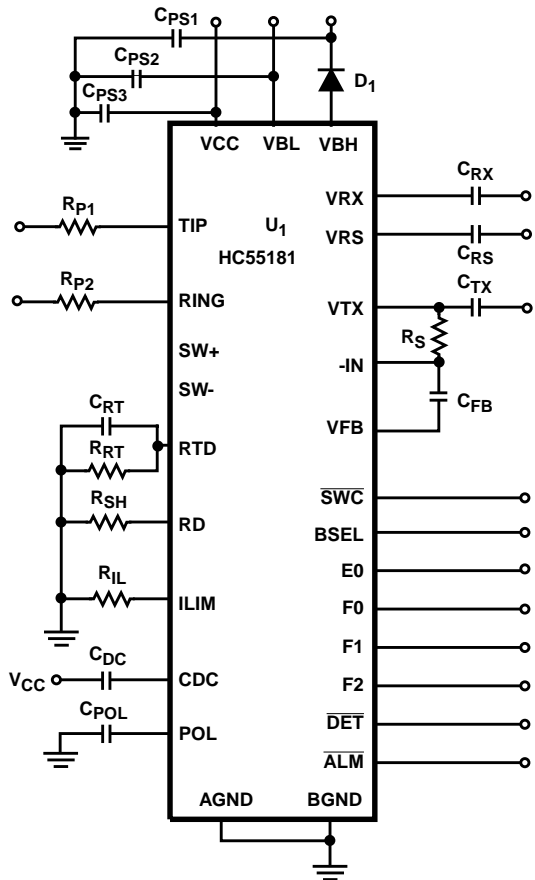 CPS1
CPS2
CPS3
D1
VCC VBL VBH
U1
HC55181
RP1
TIP
RP2
RING
SW+
SW-
CRT
RRT
RTD
RSH
RD
RIL
ILIM
VCC
CDC
CDC
CPOL
POL
VRX
CRX
VRS
CRS
VTX
CTX
RS
-IN
CFB
VFB
SWC
BSEL
E0
F0
F1
F2
DET
ALM
AGND BGND